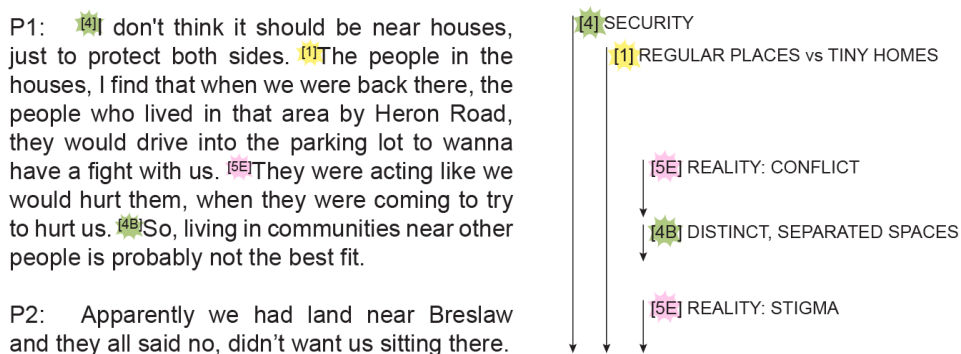 P1: [4]I don't think it should be near houses,
just to protect both sides. [1]The people in the
houses, I find that when we were back there, the
people who lived in that area by Heron Road,
they would drive into the parking lot to wanna
have a fight with us. [5E]They were acting like we
would hurt them, when they were coming to try
to hurt us. [4B]So, living in communities near other
people is probably not the best fit.
P2: Apparently we had land near Breslaw
and they all said no, didn’t want us sitting there.
[4] SECURITY
[1] REGULAR PLACES vs TINY HOMES
[5E] REALITY: CONFLICT
[4B] DISTINCT, SEPARATED SPACES
[5E] REALITY: STIGMA